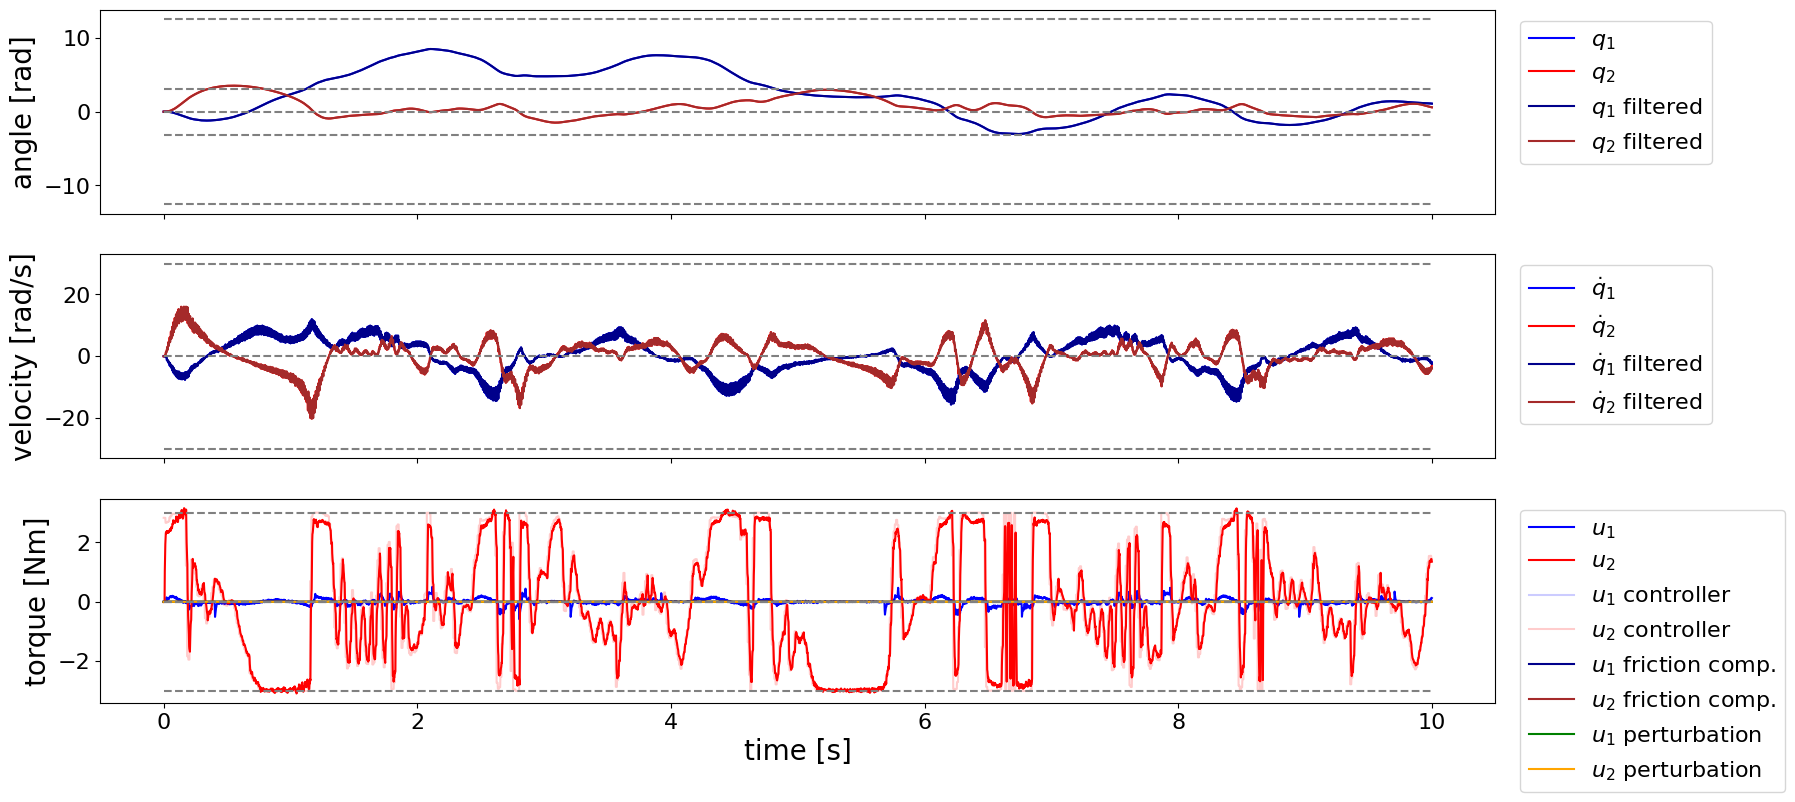 angle [rad]
10
0
−10
q₁
q₂
q₁ filtered
q₂ filtered
velocity [rad/s]
20
0
−20
q̇₁
q̇₂
q̇₁ filtered
q̇₂ filtered
torque [Nm]
2
0
−2
0 2 4 6 8 10
time [s]
u₁
u₂
u₁ controller
u₂ controller
u₁ friction comp.
u₂ friction comp.
u₁ perturbation
u₂ perturbation